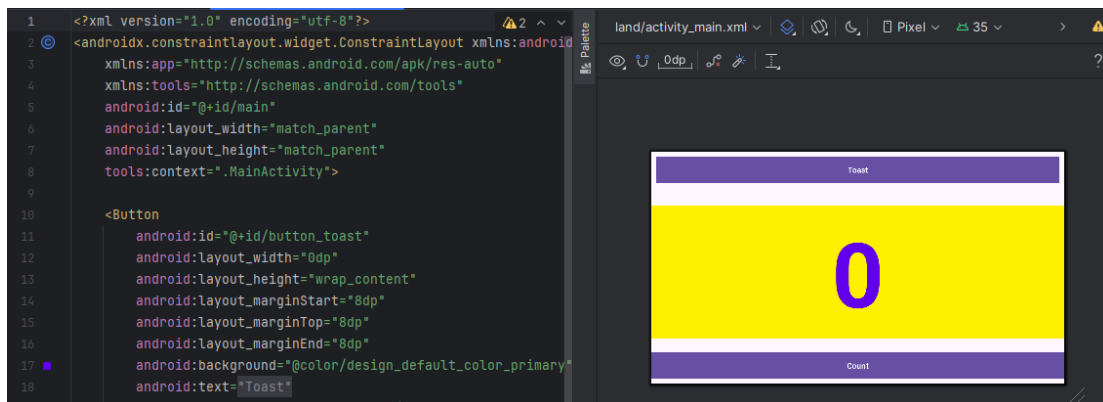 1 <?xml version="1.0" encoding="utf-8"?>
2 <androidx.constraintlayout.widget.ConstraintLayout xmlns:android
3 xmlns:app="http://schemas.android.com/apk/res-auto"
4 xmlns:tools="http://schemas.android.com/tools"
5 android:id="@+id/main"
6 android:layout_width="match_parent"
7 android:layout_height="match_parent"
8 tools:context=".MainActivity">
9
10 <Button
11 android:id="@+id/button_toast"
12 android:layout_width="0dp"
13 android:layout_height="wrap_content"
14 android:layout_marginStart="8dp"
15 android:layout_marginTop="8dp"
16 android:layout_marginEnd="8dp"
17 android:background="@color/design_default_color_primary"
18 android:text="Toast"
2
Palette
land/activity_main.xml Pixel 35
0dp
Toast
0
Count